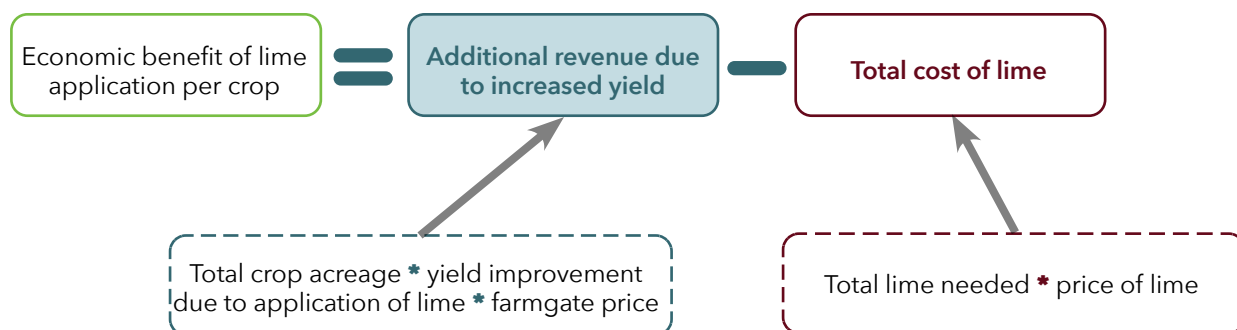 Economic benefit of lime
application per crop
Additional revenue due
to increased yield
Total cost of lime
Total crop acreage * yield improvement
due to application of lime * farmgate price
Total lime needed * price of lime